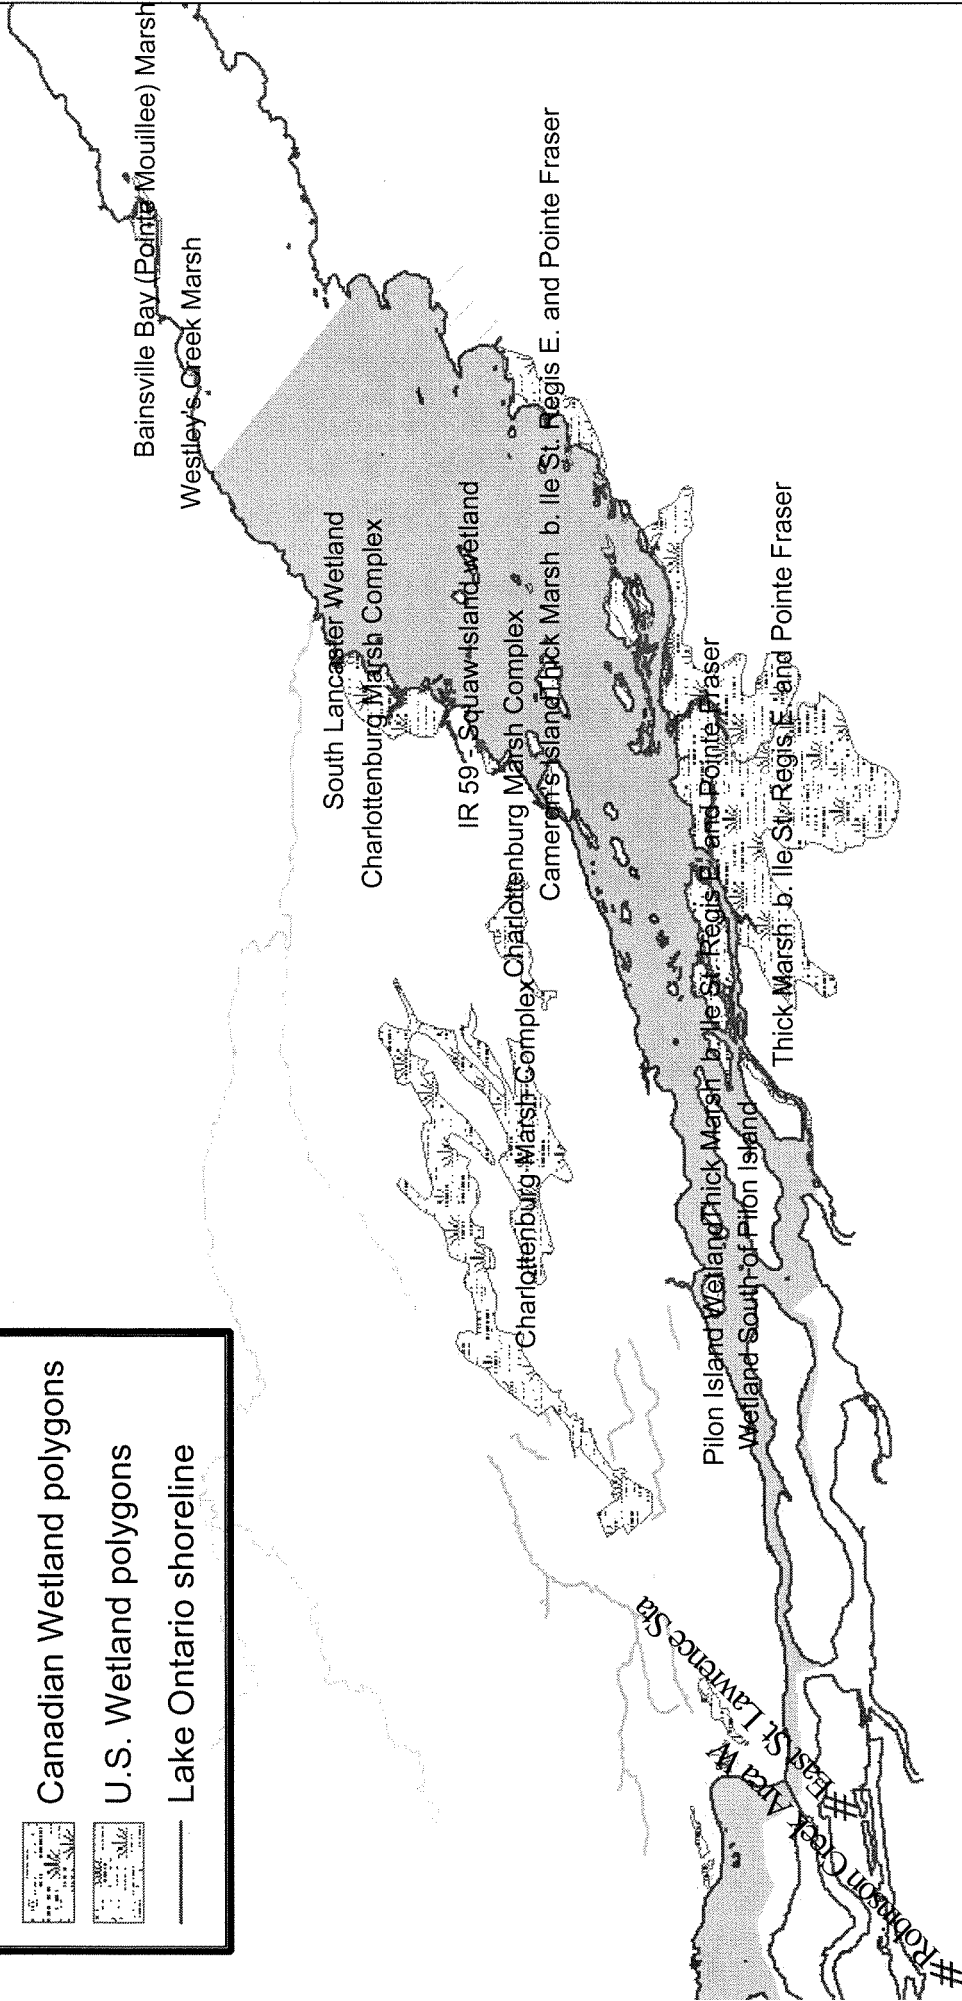 Canadian Wetland polygons
U.S. Wetland polygons
Lake Ontario shoreline
Bainsville Bay (Pointe Mouillee) Marsh
Westley's Creek Marsh
South Lancaster Wetland
Charlottenburg Marsh Complex
IR 59 - Squaw Island wetland
Charlottenburg Marsh Complex
Cameron's Island
Thick Marsh b. Ile St. Regis E. and Pointe Fraser
Charlottenburg Marsh Complex
Pilon Island Wetland
Thick Marsh b. Ile St. Regis E. and Pointe Fraser
Wetland South of Pilon Island
Thick Marsh b. Ile St. Regis E. and Pointe Fraser
# East St. Lawrence Sta
# Robinson Creek Area W